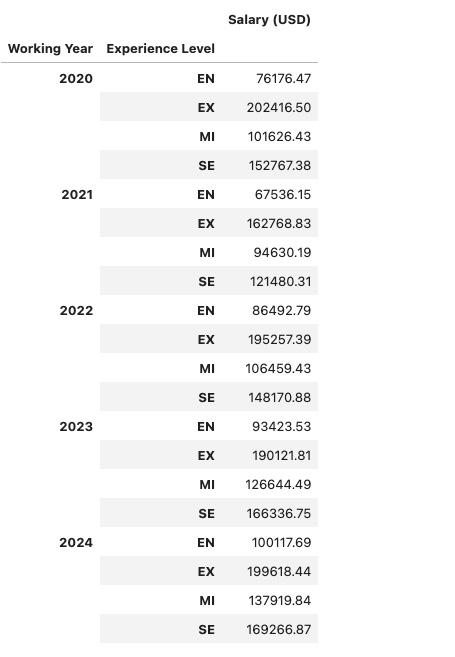 Salary (USD)
Working Year Experience Level
2020 EN 76176.47
EX 202416.50
MI 101626.43
SE 152767.38
2021 EN 67536.15
EX 162768.83
MI 94630.19
SE 121480.31
2022 EN 86492.79
EX 195257.39
MI 106459.43
SE 148170.88
2023 EN 93423.53
EX 190121.81
MI 126644.49
SE 166336.75
2024 EN 100117.69
EX 199618.44
MI 137919.84
SE 169266.87